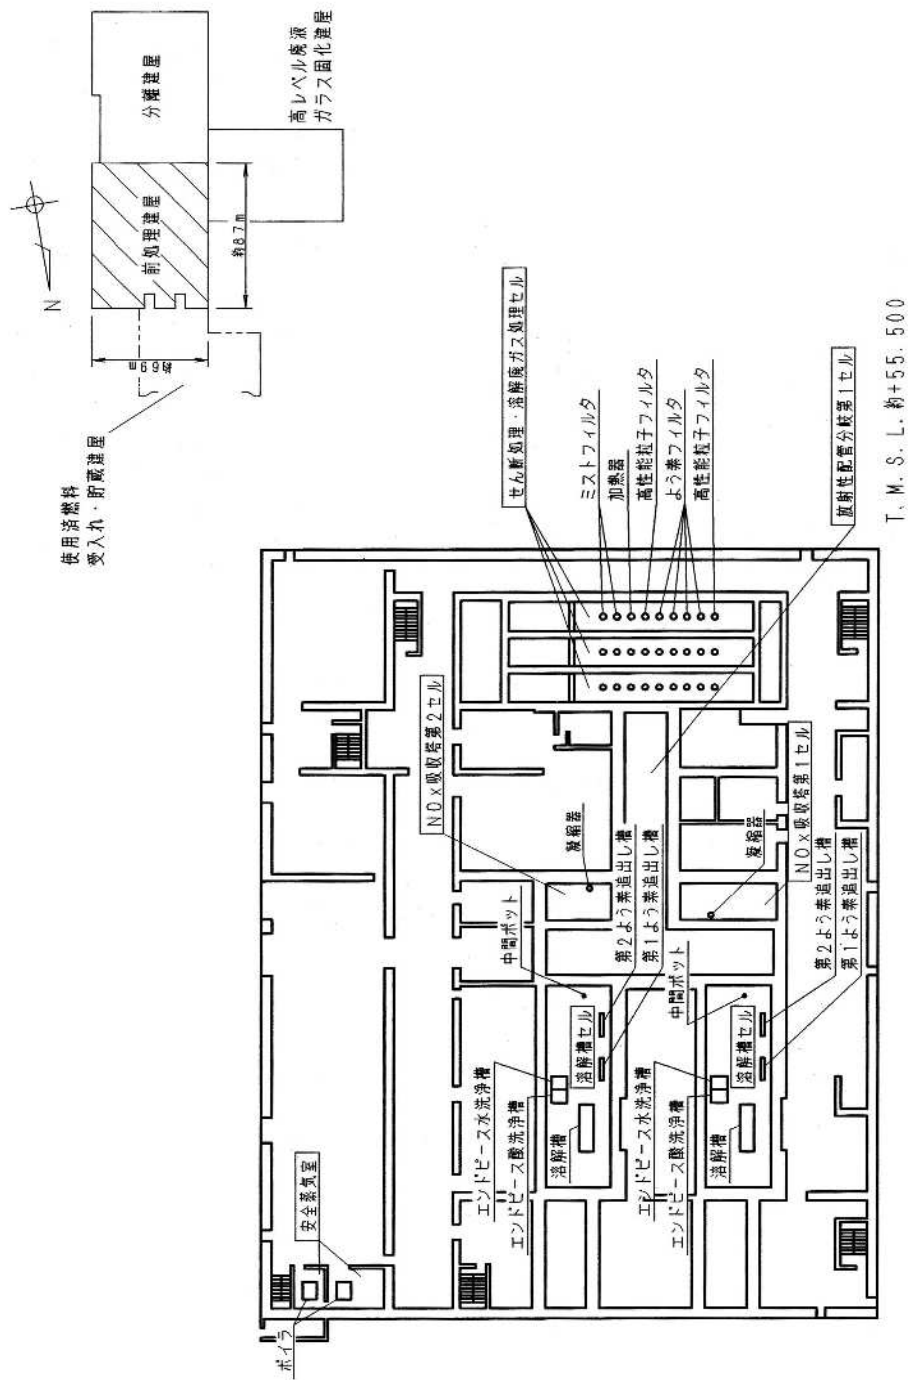 使用済燃料
受入れ・貯蔵建屋
N
約69m
前処理建屋
約87m
分離建屋
高レベル廃液
ガラス固化建屋
ボイラ
安全蒸気室
エンドピース水洗浄槽
エンドピース酸洗浄槽
溶解槽
溶解槽セル
中間ポット
第2よう素追出し槽
第1よう素追出し槽
NOx吸収塔第2セル
凝縮器
エンドピース水洗浄槽
エンドピース酸洗浄槽
溶解槽
溶解槽セル
中間ポット
第2よう素追出し槽
第1よう素追出し槽
NOx吸収塔第1セル
凝縮器
せん断処理・溶解廃ガス処理セル
ミストフィルタ
加熱器
高性能粒子フィルタ
よう素フィルタ
高性能粒子フィルタ
放射性配管分岐第1セル
T.M.S.L.約+55.500